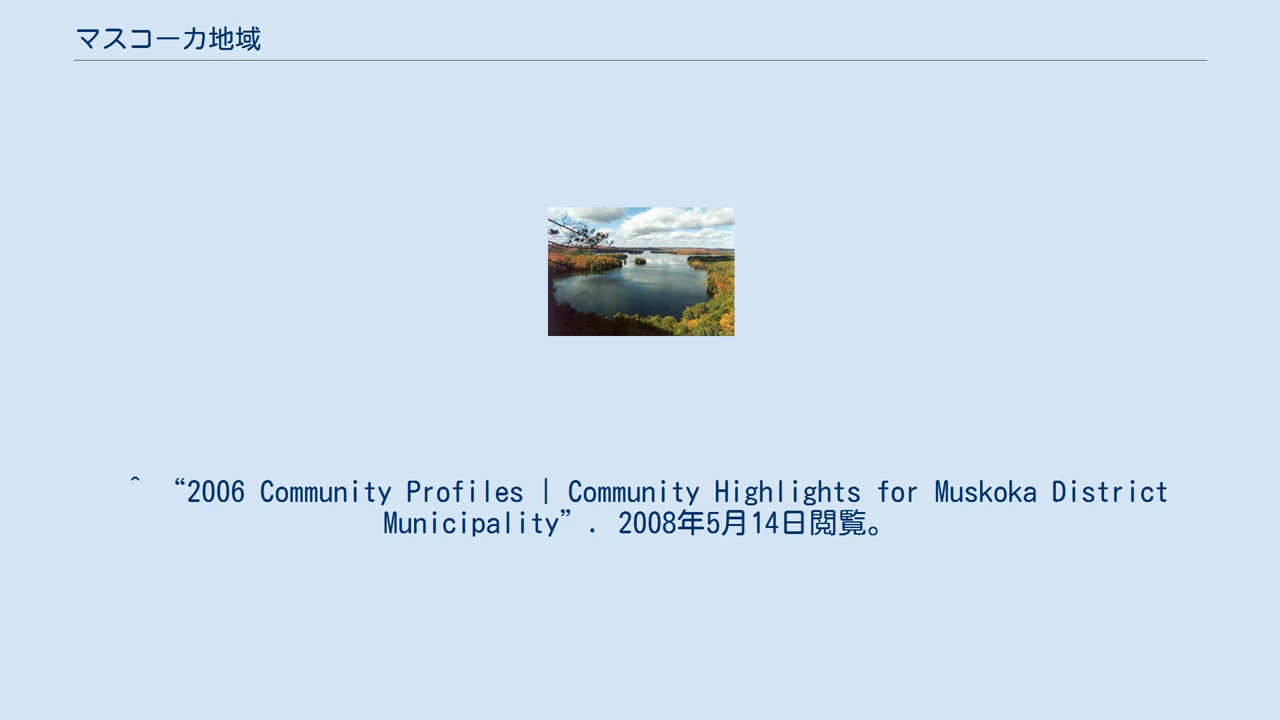 マスコーカ地域
^ “2006 Community Profiles | Community Highlights for Muskoka District
Municipality”. 2008年5月14日閲覧。